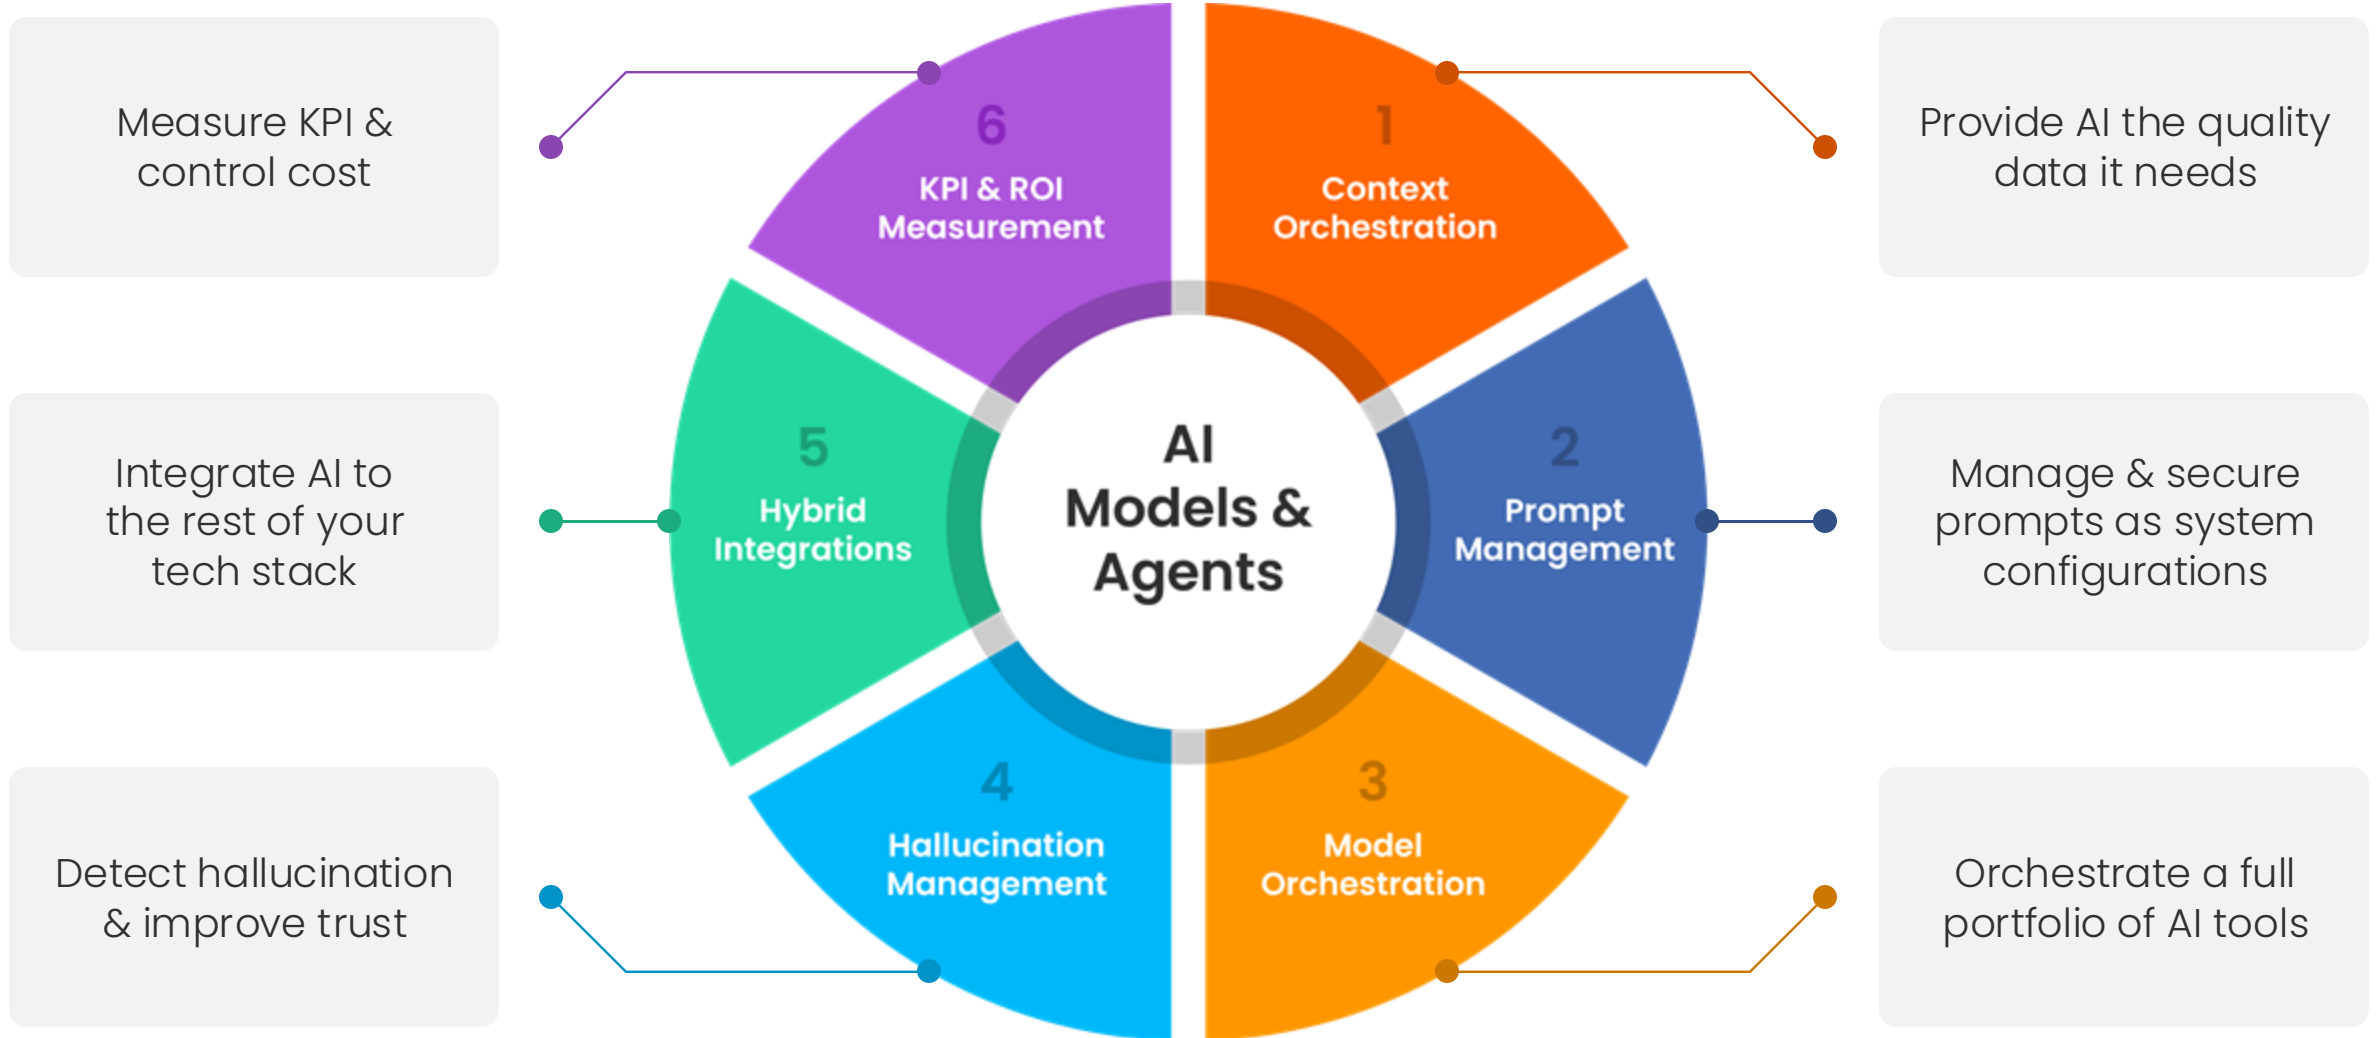 Measure KPI &
control cost
6
KPI & ROI
Measurement
1
Context
Orchestration
Provide AI the quality
data it needs
Integrate AI to
the rest of your
tech stack
5
Hybrid
Integrations
AI
Models &
Agents
2
Prompt
Management
Manage & secure
prompts as system
configurations
Detect hallucination
& improve trust
4
Hallucination
Management
3
Model
Orchestration
Orchestrate a full
portfolio of AI tools